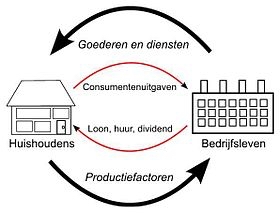 Goederen en diensten
Consumentenuitgaven
Loon, huur, dividend
Huishoudens
Bedrijfsleven
Productiefactoren